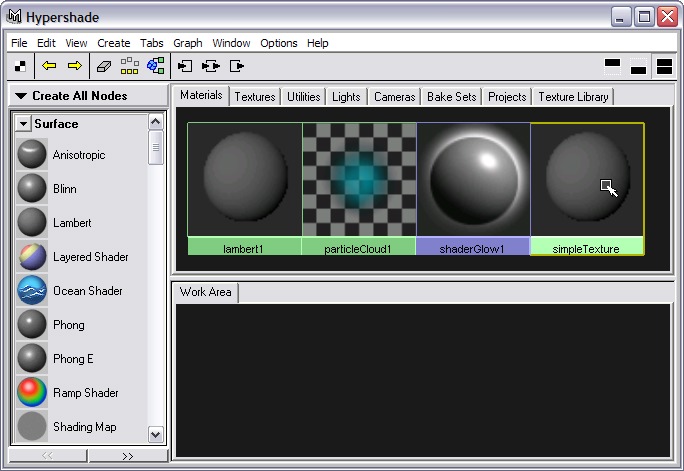 Hypershade
File Edit View Create Tabs Graph Window Options Help
Create All Nodes
Surface
Anisotropic
Blinn
Lambert
Layered Shader
Ocean Shader
Phong
Phong E
Ramp Shader
Shading Map
<< >>
Materials Textures Utilities Lights Cameras Bake Sets Projects Texture Library
lambert1 particleCloud1 shaderGlow1 simpleTexture
Work Area